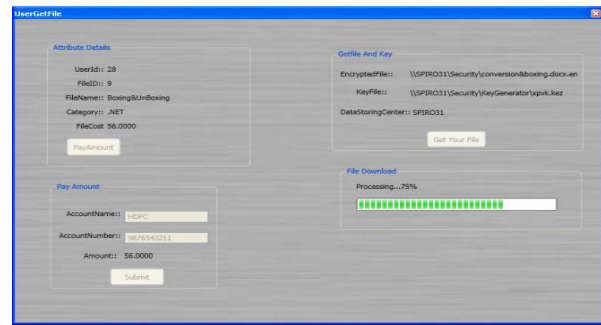 UserGetFile
Attribute Details
UserId:: 28
FileID:: 9
FileName:: Boxing&UnBoxing
Category:: .NET
FileCost 56.0000
PayAmount
Pay Amount
AccountName:: HDFC
AccountNumber:: 9876543211
Amount:: 56.0000
Submit
Getfile And Key
EncryptedFile:: \\SPIRO31\Security\conversion&boxing.docx.en
KeyFile:: \\SPIRO31\Security\KeyGenerator\xpvk.kez
DataStoringCenter:: SPIRO31
Get Your File
File Download
Processing...75%